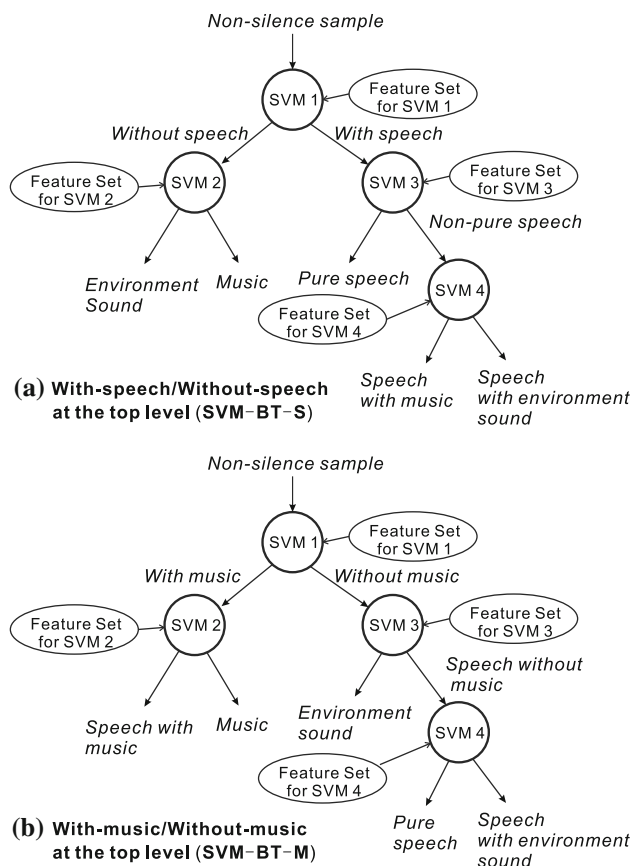 Non-silence sample
SVM 1
Feature Set
for SVM 1
Without speech
With speech
Feature Set
for SVM 2
SVM 2
SVM 3
Feature Set
for SVM 3
Non-pure speech
Environment
Sound
Music
Pure speech
SVM 4
Feature Set
for SVM 4
Speech
with music
Speech
with environment
sound
(a) With-speech/Without-speech
at the top level (SVM-BT-S)
Non-silence sample
SVM 1
Feature Set
for SVM 1
With music
Without music
Feature Set
for SVM 2
SVM 2
SVM 3
Feature Set
for SVM 3
Speech without
music
Speech with
music
Music
Environment
sound
SVM 4
Feature Set
for SVM 4
Pure
speech
Speech
with environment
sound
(b) With-music/Without-music
at the top level (SVM-BT-M)